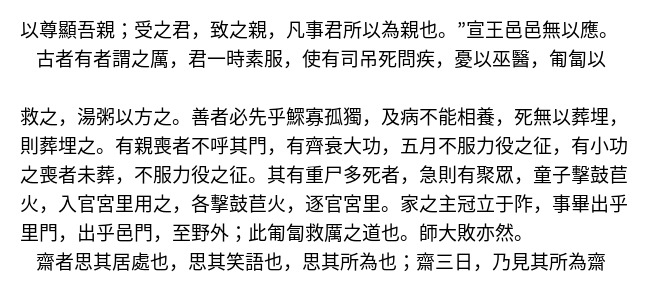 以尊顯吾親；受之君，致之親，凡事君所以為親也。”宣王邑邑無以應。
古者有者謂之厲，君一時素服，使有司吊死問疾，憂以巫醫，匍匐以
救之，湯粥以方之。善者必先乎鰥寡孤獨，及病不能相養，死無以葬埋，
則葬埋之。有親喪者不呼其門，有齊衰大功，五月不服力役之征，有小功
之喪者未葬，不服力役之征。其有重尸多死者，急則有聚眾，童子擊鼓苣
火，入官宮里用之，各擊鼓苣火，逐官宮里。家之主冠立于阼，事畢出乎
里門，出乎邑門，至野外；此匍匐救厲之道也。師大敗亦然。
齋者思其居處也，思其笑語也，思其所為也；齋三日，乃見其所為齋